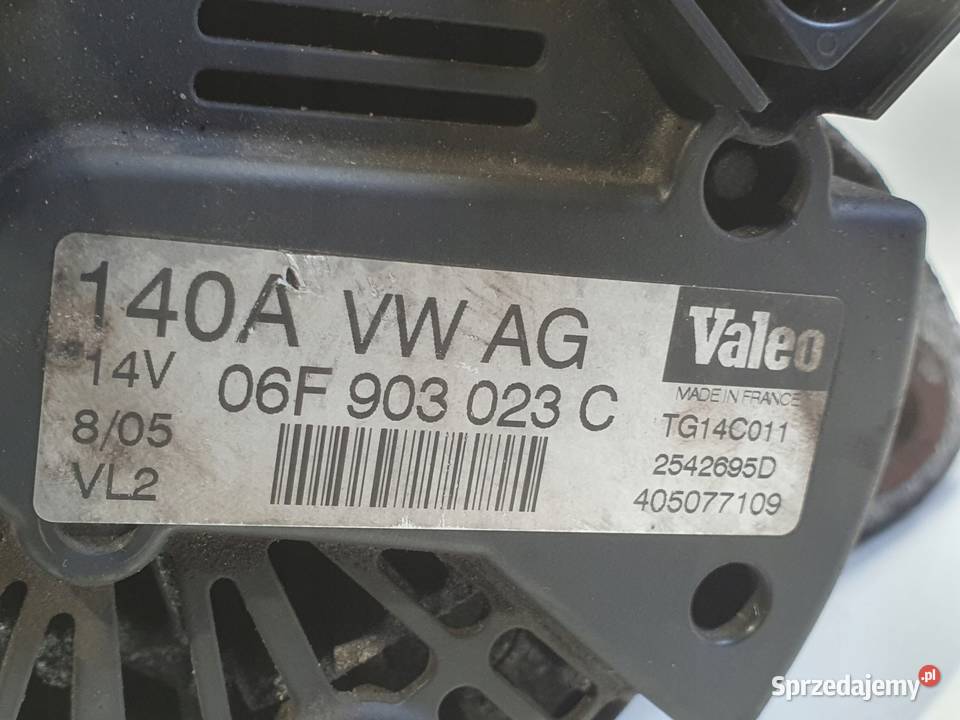 140A VW AG
14V 06F 903 023 C
8/05
VL2
Valeo
MADE IN FRANCE
TG14C011
2542695D
405077109
Sprzedajemy.pl